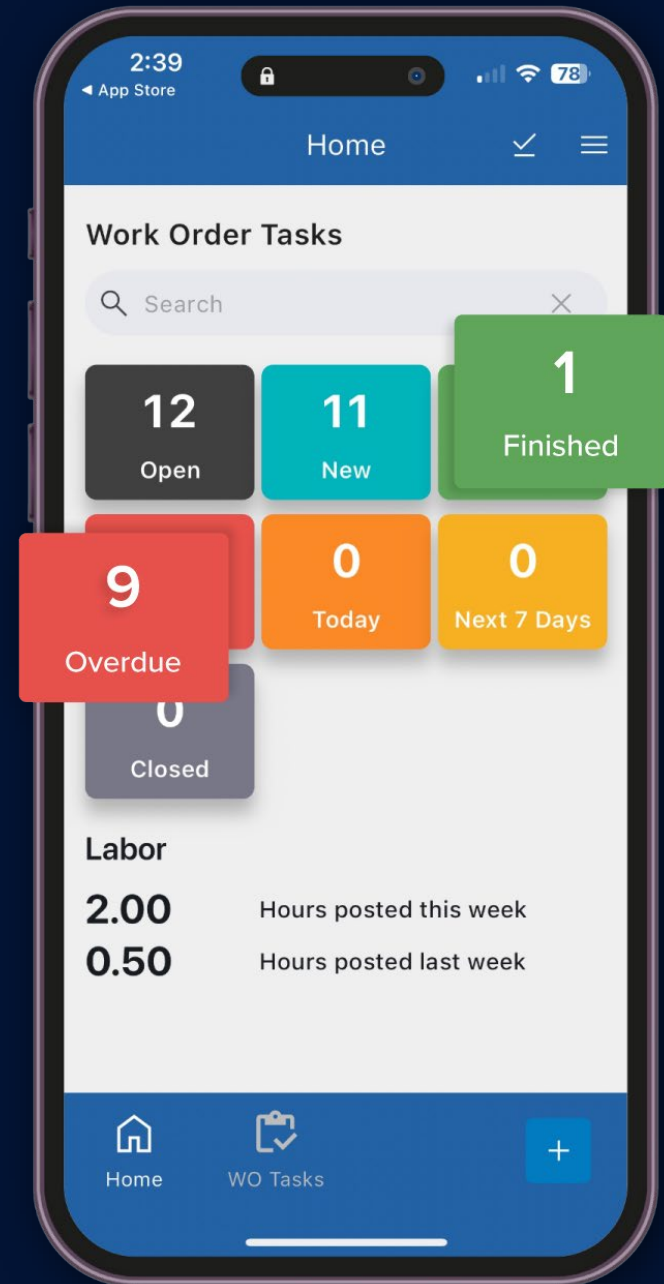 2:39
◀ App Store
78
Home
Work Order Tasks
Search
12
Open
11
New
1
Finished
9
Overdue
0
Today
0
Next 7 Days
0
Closed
Labor
2.00 Hours posted this week
0.50 Hours posted last week
Home
WO Tasks
+